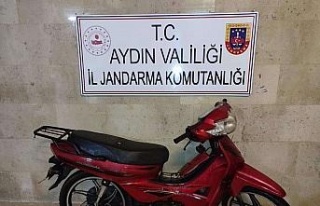 T.C.
AYDIN VALİLİĞİ
İL JANDARMA KOMUTANLIĞI